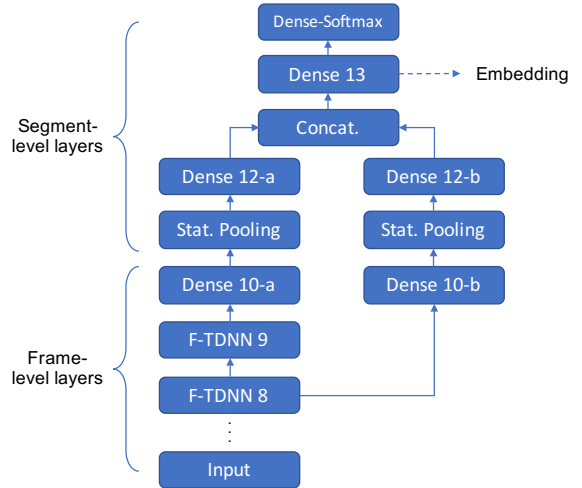 Dense-Softmax
Dense 13
Embedding
Concat.
Segment-
level layers
Dense 12-a
Dense 12-b
Stat. Pooling
Stat. Pooling
Dense 10-a
Dense 10-b
F-TDNN 9
Frame-
level layers
F-TDNN 8
Input